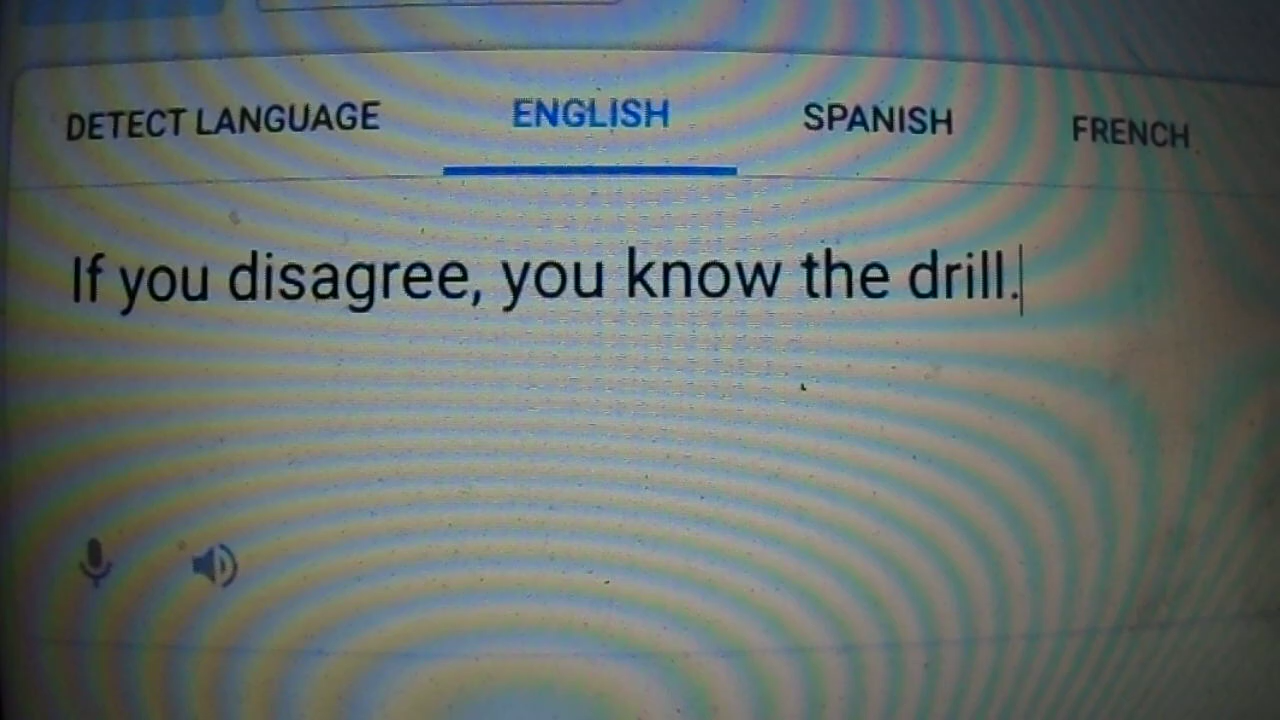 DETECT LANGUAGE ENGLISH SPANISH FRENCH
If you disagree, you know the drill.